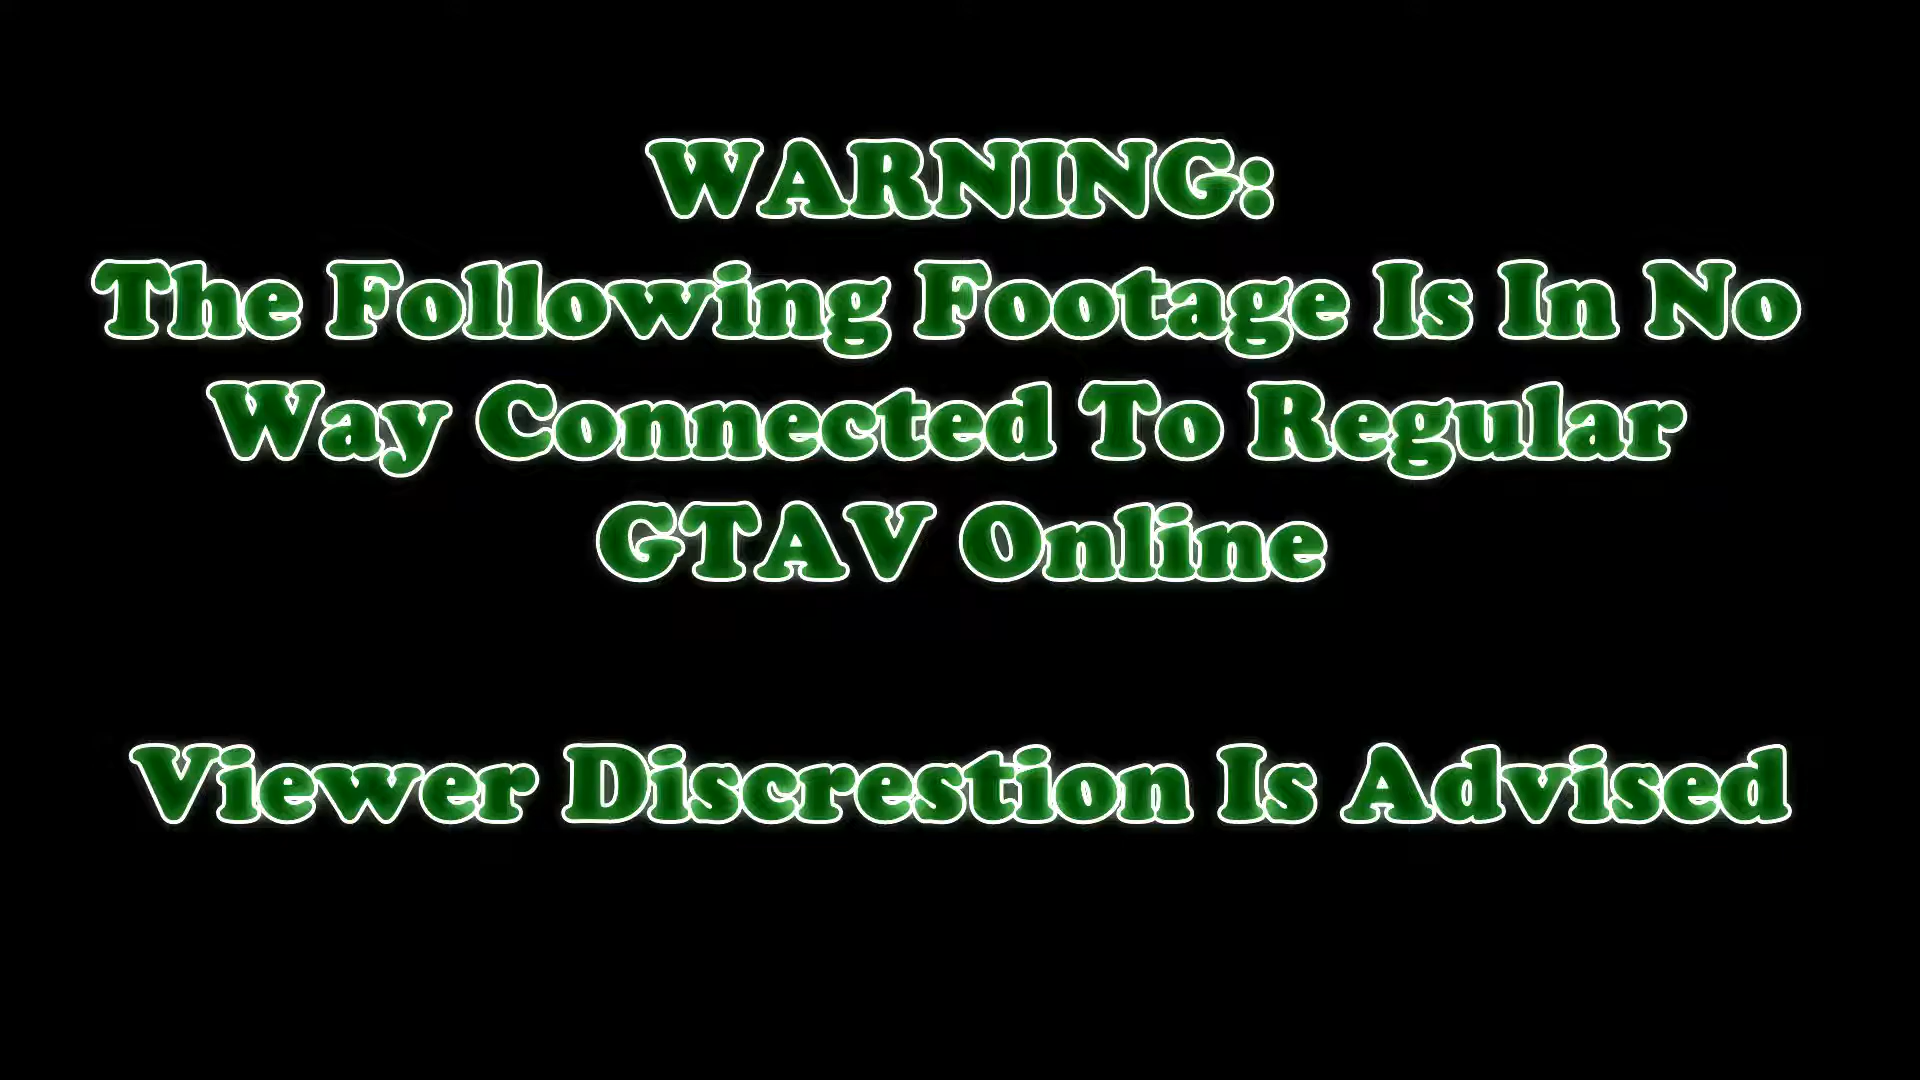 WARNING:
The Following Footage Is In No
Way Connected To Regular
GTAV Online
Viewer Discrestion Is Advised